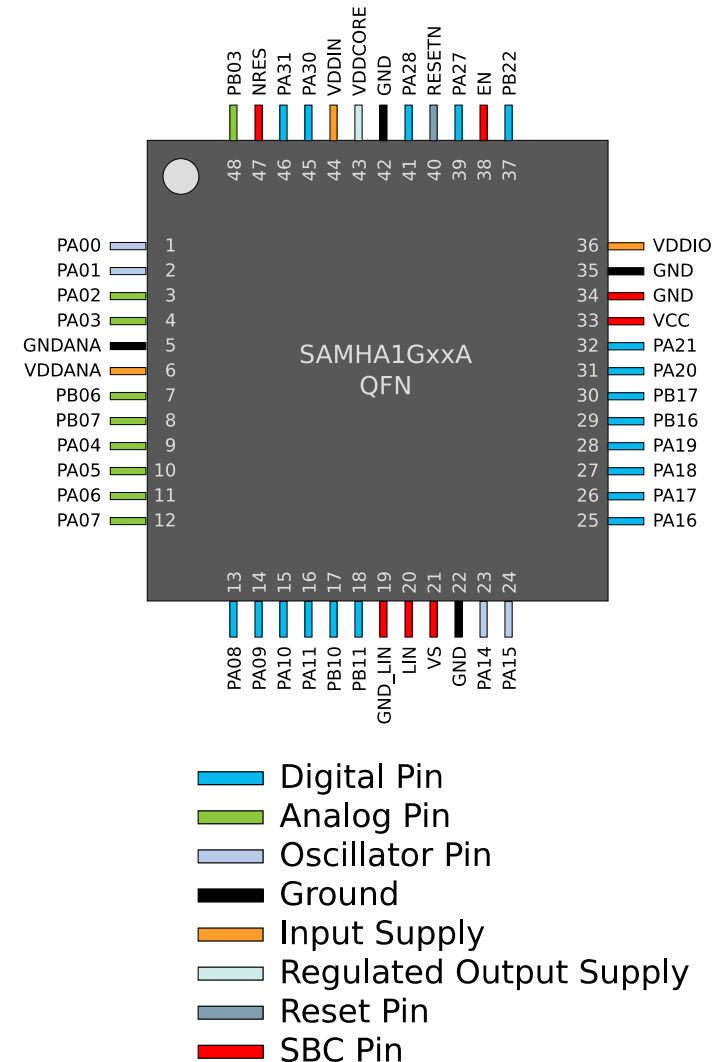 PB03
NRES
PA31
PA30
VDDIN
VDDCORE
GND
PA28
RESETN
PA27
EN
PB22
48
47
46
45
44
43
42
41
40
39
38
37
PA00 1
PA01 2
PA02 3
PA03 4
GNDANA 5
VDDANA 6
PB06 7
PB07 8
PA04 9
PA05 10
PA06 11
PA07 12
SAMHA1GxxA
QFN
36 VDDIO
35 GND
34 GND
33 VCC
32 PA21
31 PA20
30 PB17
29 PB16
28 PA19
27 PA18
26 PA17
25 PA16
13
14
15
16
17
18
19
20
21
22
23
24
PA08
PA09
PA10
PA11
PB10
PB11
GND_LIN
LIN
VS
GND
PA14
PA15
Digital Pin
Analog Pin
Oscillator Pin
Ground
Input Supply
Regulated Output Supply
Reset Pin
SBC Pin